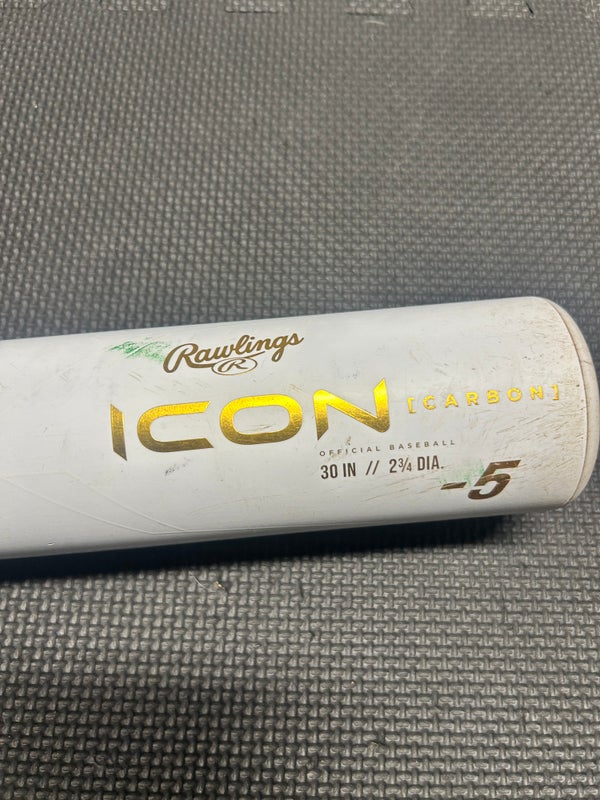 Rawlings
R
ICON [CARBON]
OFFICIAL BASEBALL
30 IN // 2¾ DIA.
-5